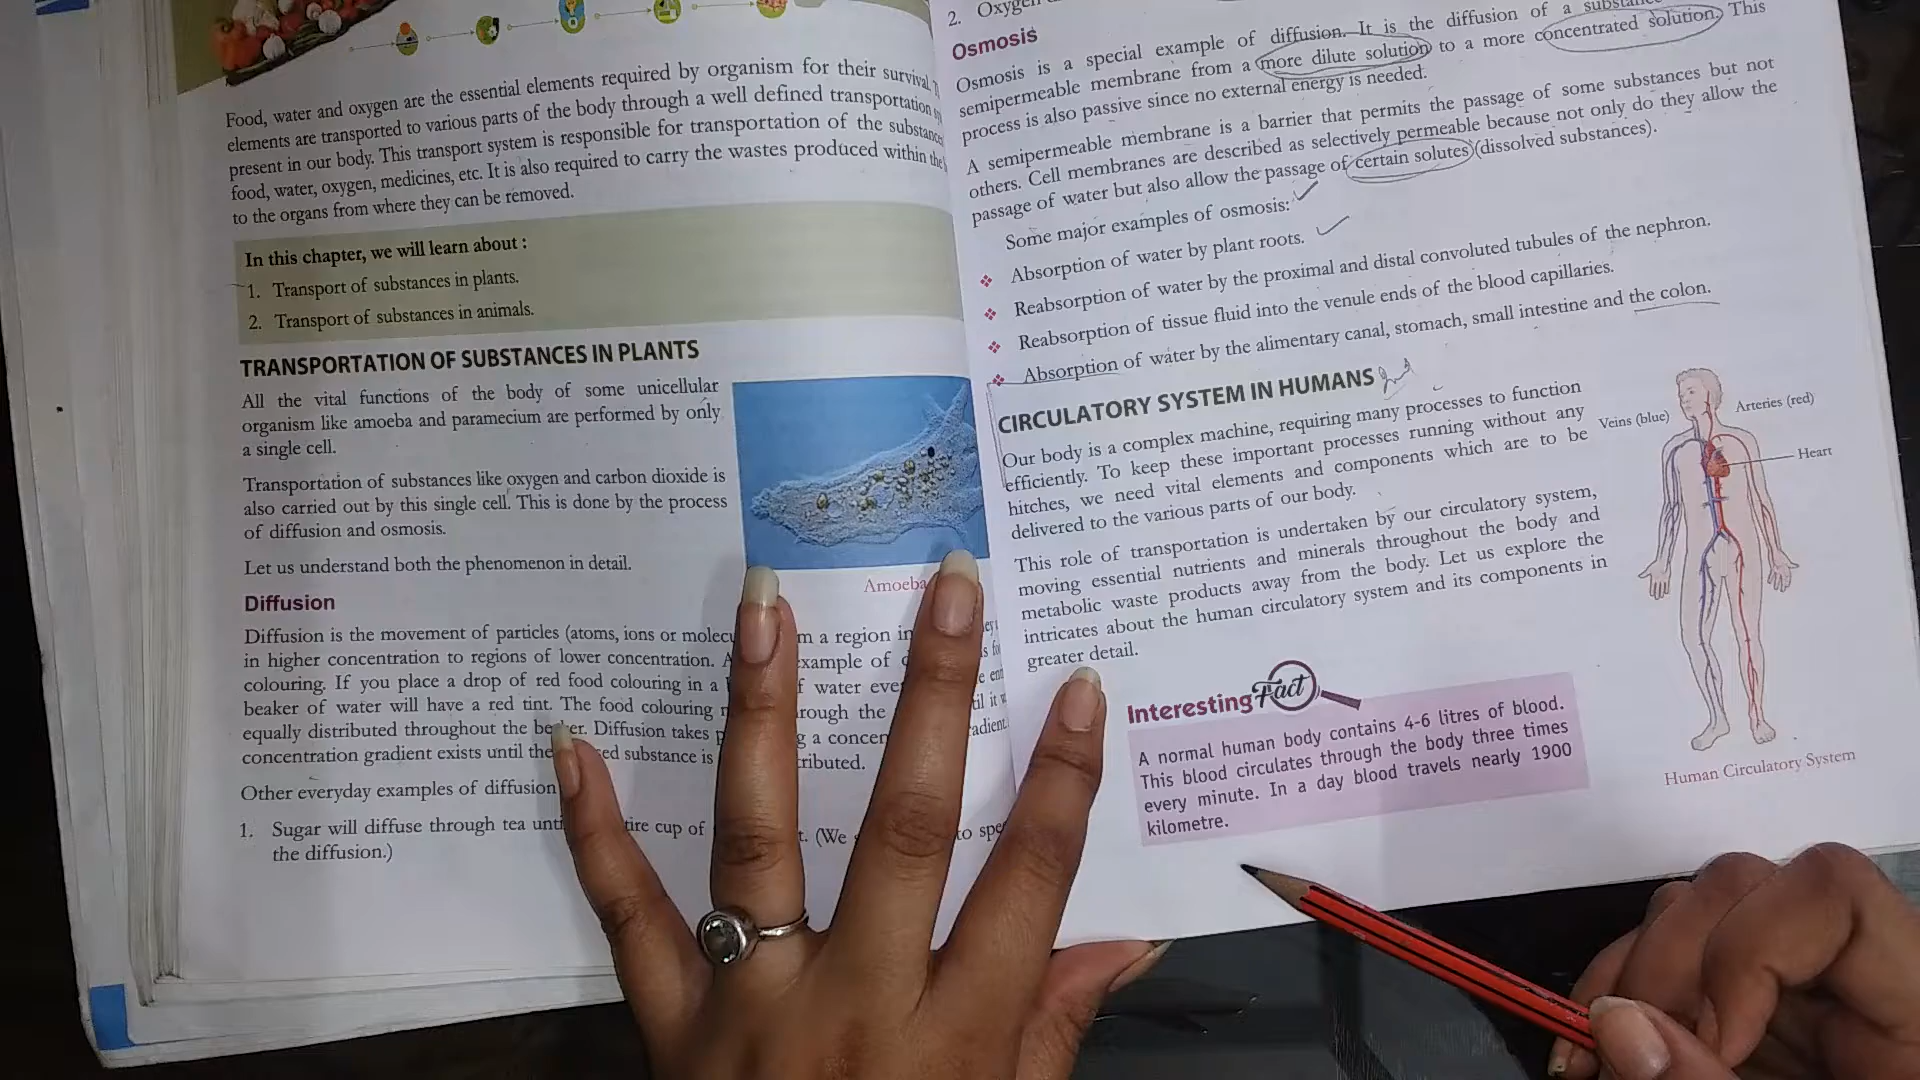 Food, water and oxygen are the essential elements required by organism for their survival.
elements are transported to various parts of the body through a well defined transportation
present in our body. This transport system is responsible for transportation of the
food, water, oxygen, medicines, etc. It is also required to carry the wastes produced within
to the organs from where they can be removed.
In this chapter, we will learn about :
1. Transport of substances in plants.
2. Transport of substances in animals.
TRANSPORTATION OF SUBSTANCES IN PLANTS
All the vital functions of the body of some unicellular
organism like amoeba and paramecium are performed by only
a single cell.
Transportation of substances like oxygen and carbon dioxide is
also carried out by this single cell. This is done by the process
of diffusion and osmosis.
Let us understand both the phenomenon in detail.
Amoeba
Diffusion
Diffusion is the movement of particles (atoms, ions or a region in
in higher concentration to regions of lower concentration. of
colouring. If you place a drop of red food colouring in a water
beaker of water will have a red tint. The food colouring the
equally distributed throughout the Diffusion takes a
concentration gradient exists until the substance is
Other everyday examples of diffusion
1. Sugar will diffuse through tea cup of (We to
the diffusion.)
2. Oxygen
Osmosis
Osmosis is a special example of diffusion. It is the diffusion of a
semipermeable membrane from a more dilute solution to a more concentrated solution. This
process is also passive since no external energy is needed.
A semipermeable membrane is a barrier that permits the passage of some substances but not
others. Cell membranes are described as selectively permeable because not only do they allow the
passage of water but also allow the passage of certain solutes (dissolved substances).
Some major examples of osmosis:
❖ Absorption of water by plant roots.
❖ Reabsorption of water by the proximal and distal convoluted tubules of the nephron.
❖ Reabsorption of tissue fluid into the venule ends of the blood capillaries.
❖ Absorption of water by the alimentary canal, stomach, small intestine and the colon.
CIRCULATORY SYSTEM IN HUMANS
Our body is a complex machine, requiring many processes to function
efficiently. To keep these important processes running without any
hitches, we need vital elements and components which are to be
delivered to the various parts of our body.
This role of transportation is undertaken by our circulatory system,
moving essential nutrients and minerals throughout the body and
metabolic waste products away from the body. Let us explore the
intricates about the human circulatory system and its components in
greater detail.
Veins (blue)
Arteries (red)
Heart
Human Circulatory System
Interesting Fact
A normal human body contains 4-6 litres of blood.
This blood circulates through the body three times
every minute. In a day blood travels nearly 1900
kilometre.